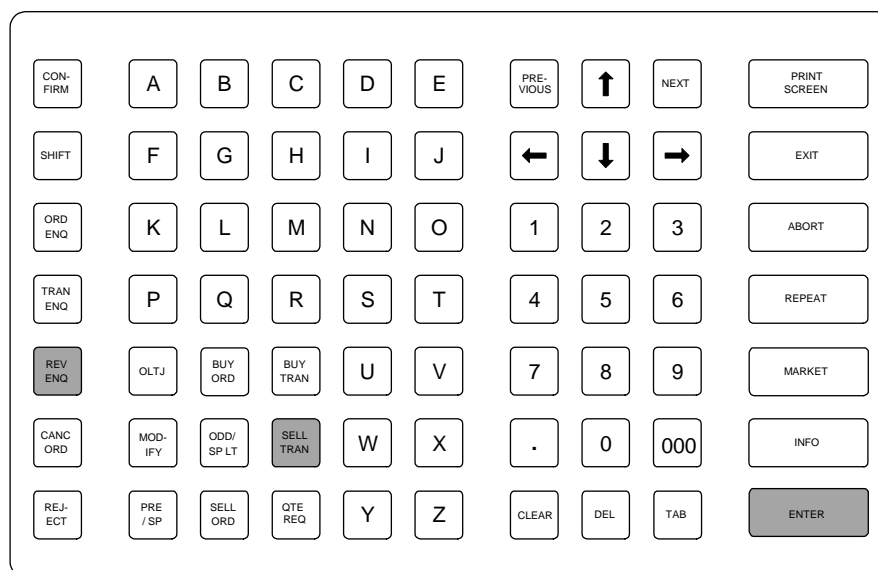 CON-
FIRM
A
B
C
D
E
PRE-
VIOUS
NEXT
PRINT
SCREEN
SHIFT
F
G
H
I
J
EXIT
ORD
ENQ
K
L
M
N
O
1
2
3
ABORT
TRAN
ENQ
P
Q
R
S
T
4
5
6
REPEAT
REV
ENQ
OLTJ
BUY
ORD
BUY
TRAN
U
V
7
8
9
MARKET
CANC
ORD
MOD-
IFY
ODD/
SP LT
SELL
TRAN
W
X
.
0
000
INFO
REJ-
ECT
PRE
/ SP
SELL
ORD
QTE
REQ
Y
Z
CLEAR
DEL
TAB
ENTER